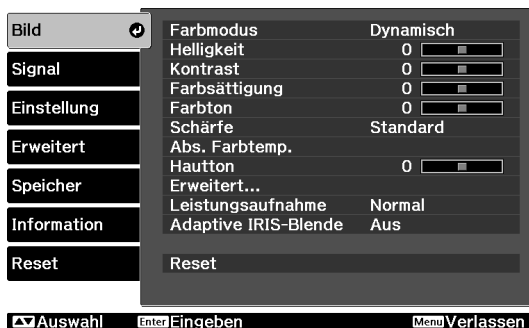 Bild
Signal
Einstellung
Erweitert
Speicher
Information
Reset
Farbmodus Dynamisch
Helligkeit 0
Kontrast 0
Farbsättigung 0
Farbton 0
Schärfe Standard
Abs. Farbtemp.
Hautton 0
Erweitert...
Leistungsaufnahme Normal
Adaptive IRIS-Blende Aus
Reset
Auswahl Enter Eingeben Menu Verlassen